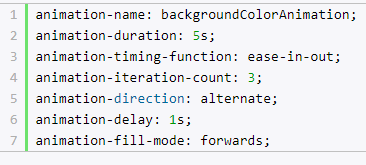 1 animation-name: backgroundColorAnimation;
2 animation-duration: 5s;
3 animation-timing-function: ease-in-out;
4 animation-iteration-count: 3;
5 animation-direction: alternate;
6 animation-delay: 1s;
7 animation-fill-mode: forwards;